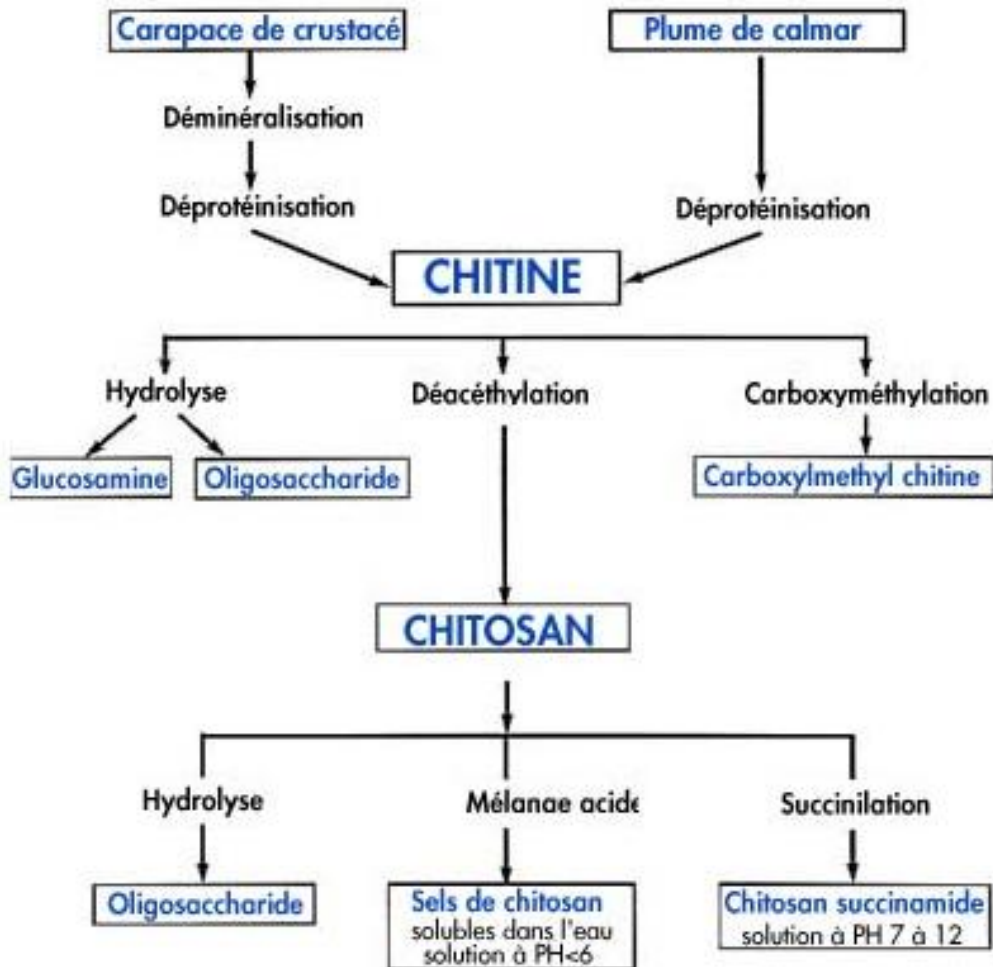 Carapace de crustacé
Plume de calmar
Déminéralisation
Déprotéinisation
Déprotéinisation
CHITINE
Hydrolyse
Déacéthylation
Carboxyméthylation
Glucosamine
Oligosaccharide
Carboxylmethyl chitine
CHITOSAN
Hydrolyse
Mélanae acide
Succinilation
Oligosaccharide
Sels de chitosan
solubles dans l'eau
solution à PH<6
Chitosan succinamide
solution à PH 7 à 12